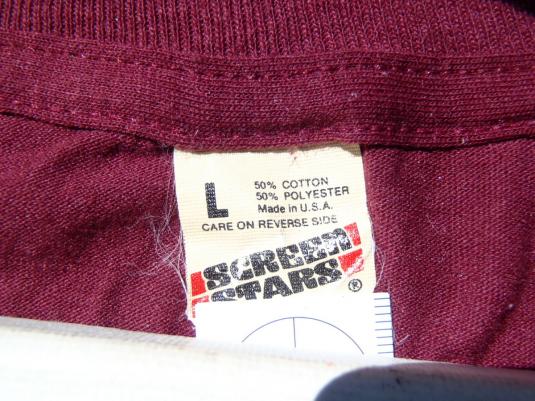 L
50% COTTON
50% POLYESTER
Made in U.S.A.
CARE ON REVERSE SIDE
SCREEN
STARS®